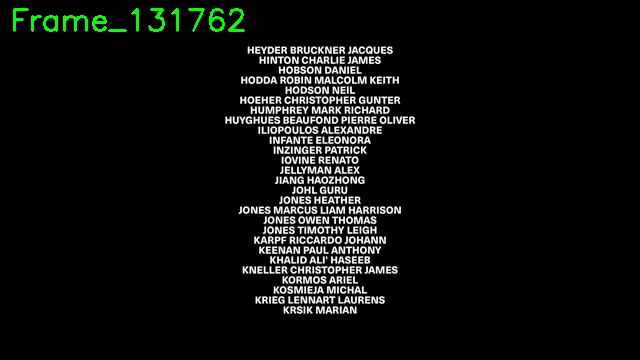 Frame_131762
HEYDER BRUCKNER JACQUES
HINTON CHARLIE JAMES
HOBSON DANIEL
HODDA ROBIN MALCOLM KEITH
HODSON NEIL
HOEHER CHRISTOPHER GUNTER
HUMPHREY MARK RICHARD
HUYGHUES BEAUFOND PIERRE OLIVER
ILIOPOULOS ALEXANDRE
INFANTE ELEONORA
INZINGER PATRICK
IOVINE RENATO
JELLYMAN ALEX
JIANG HAOZHONG
JOHL GURU
JONES HEATHER
JONES MARCUS LIAM HARRISON
JONES OWEN THOMAS
JONES TIMOTHY LEIGH
KARPF RICCARDO JOHANN
KEENAN PAUL ANTHONY
KHALID ALI' HASEEB
KNELLER CHRISTOPHER JAMES
KORMOS ARIEL
KOSMIEJA MICHAL
KRIEG LENNART LAURENS
KRSIK MARIAN